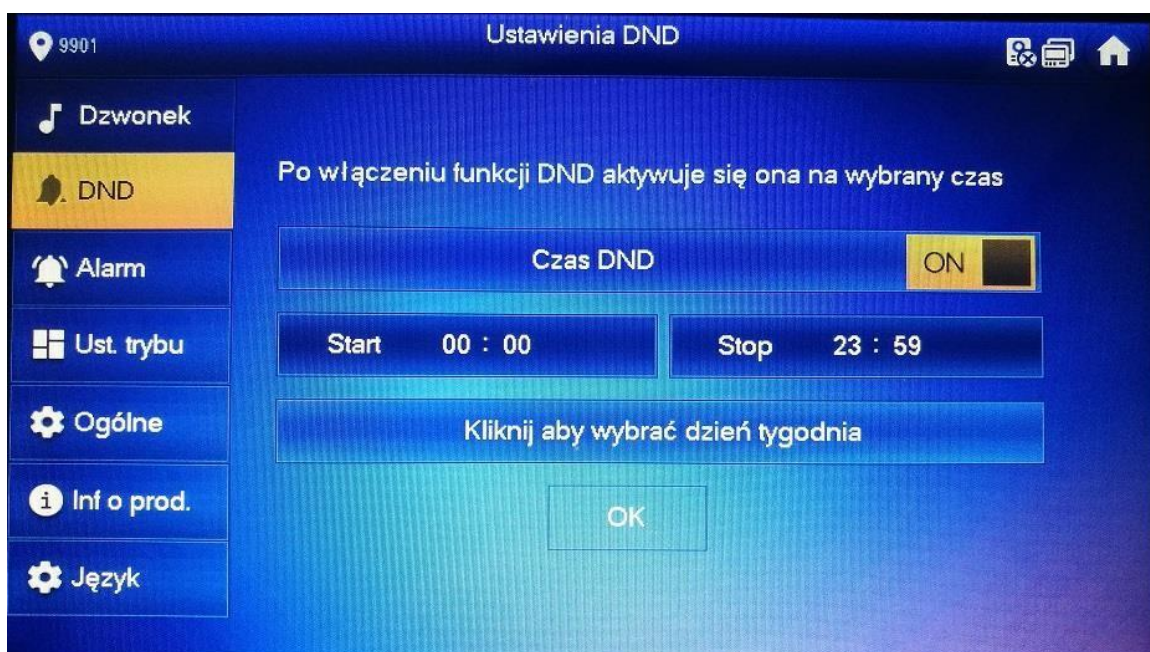 9901
Ustawienia DND
Dzwonek
DND
Alarm
Ust. trybu
Ogólne
Inf o prod.
Język
Po włączeniu funkcji DND aktywuje się ona na wybrany czas
Czas DND
ON
Start 00 : 00
Stop 23 : 59
Kliknij aby wybrać dzień tygodnia
OK